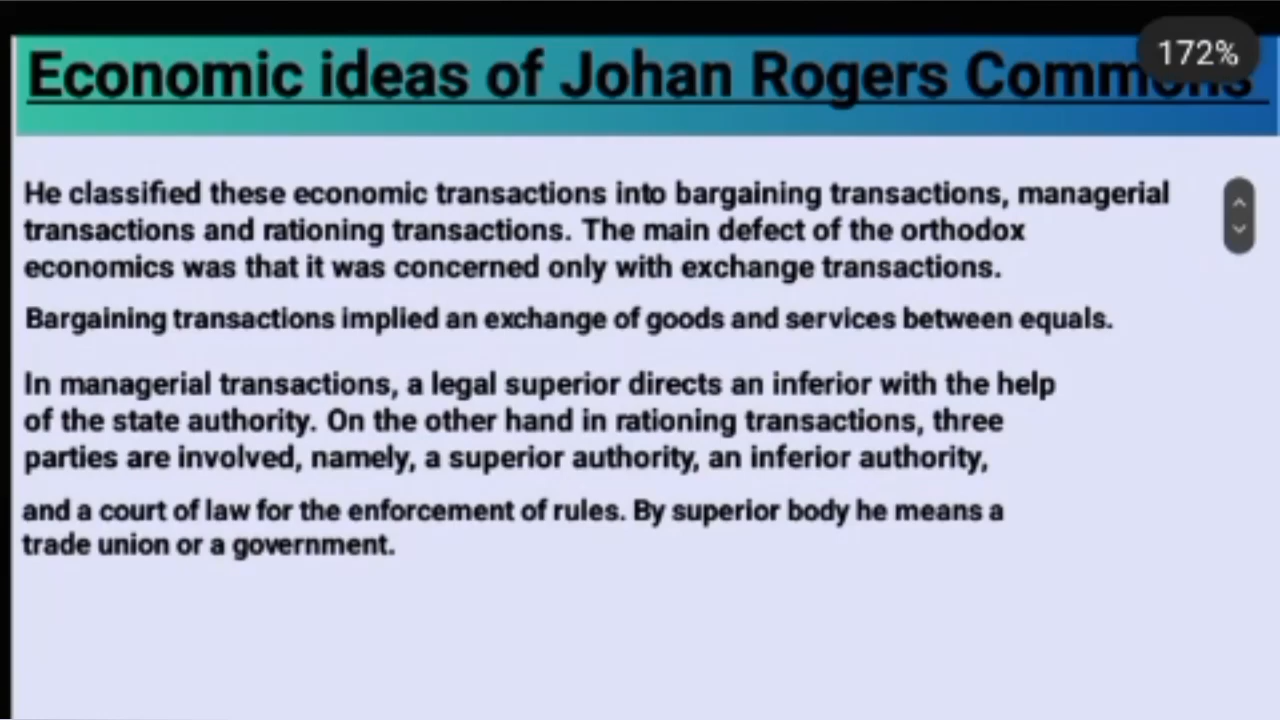 172%
Economic ideas of Johan Rogers Commons
He classified these economic transactions into bargaining transactions, managerial
transactions and rationing transactions. The main defect of the orthodox
economics was that it was concerned only with exchange transactions.
Bargaining transactions implied an exchange of goods and services between equals.
In managerial transactions, a legal superior directs an inferior with the help
of the state authority. On the other hand in rationing transactions, three
parties are involved, namely, a superior authority, an inferior authority,
and a court of law for the enforcement of rules. By superior body he means a
trade union or a government.